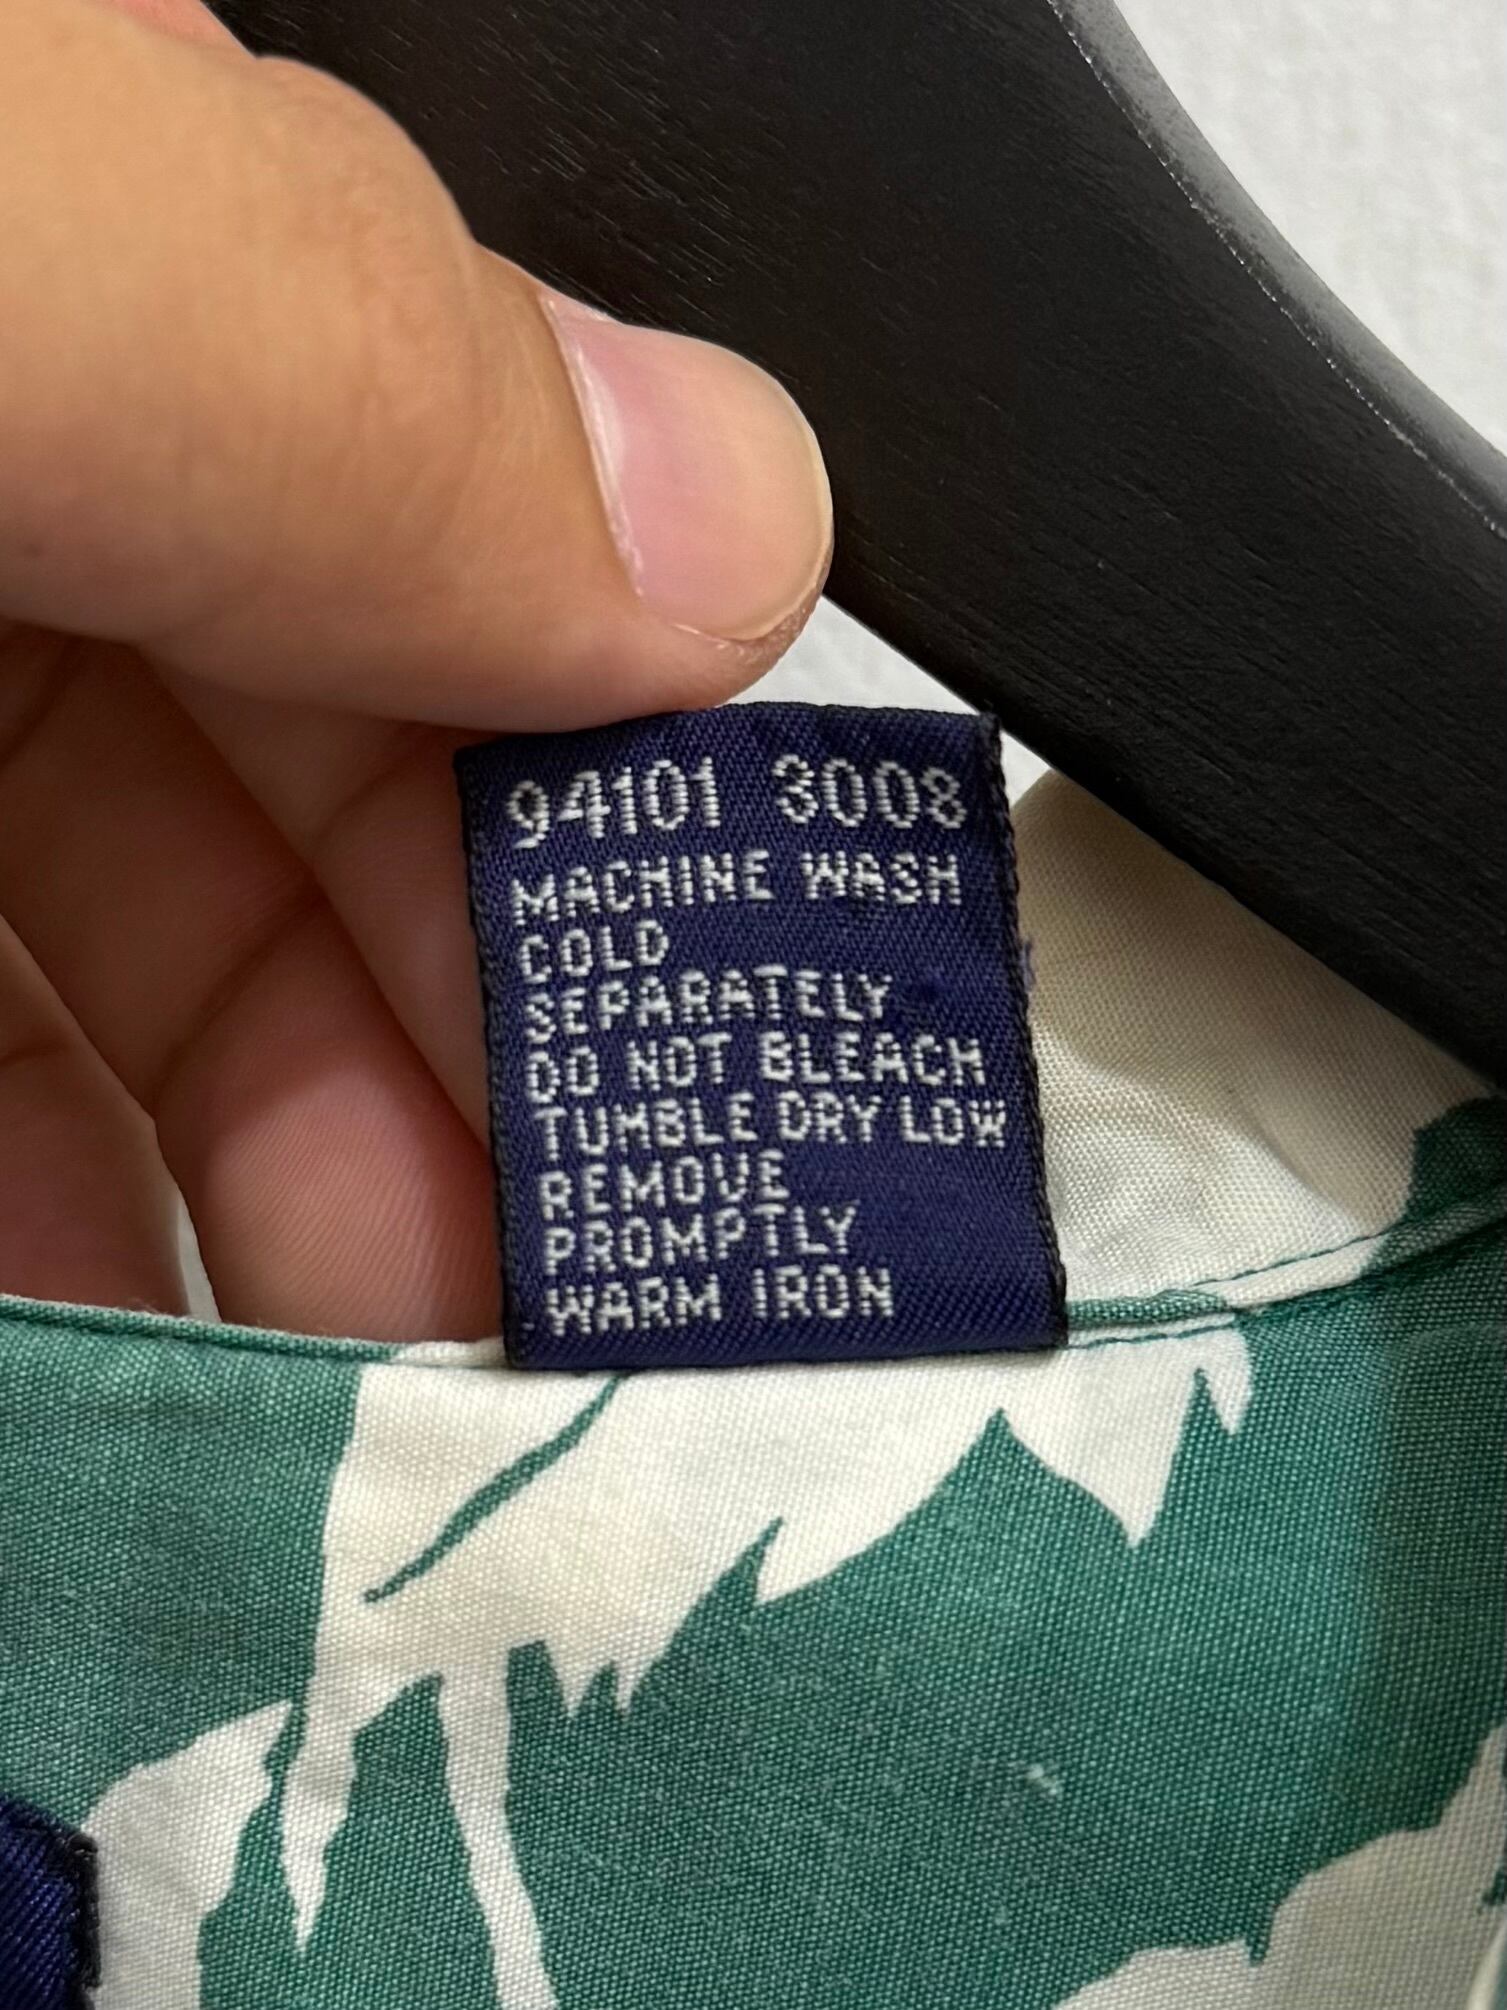 94101 3008
MACHINE WASH
COLD
SEPARATELY
DO NOT BLEACH
TUMBLE DRY LOW
REMOVE
PROMPTLY
WARM IRON